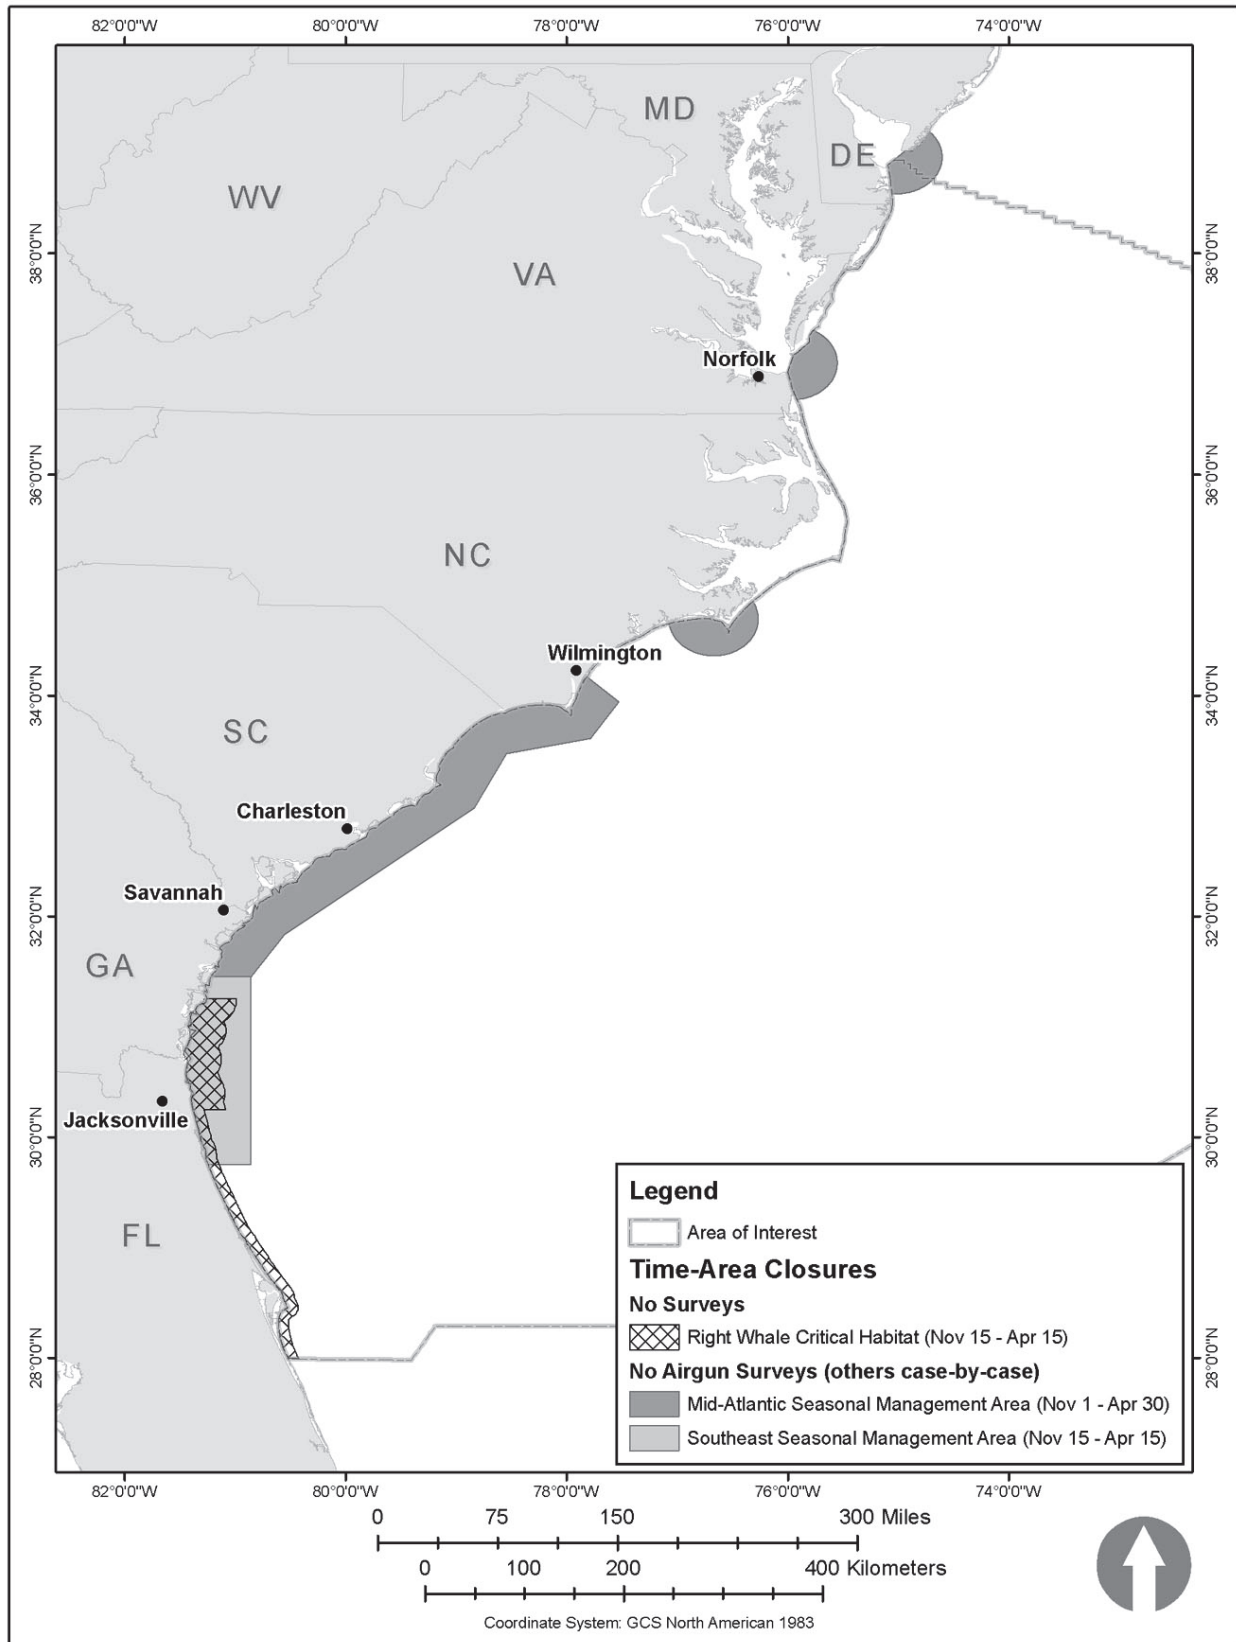 82°0'0"W 80°0'0"W 78°0'0"W 76°0'0"W 74°0'0"W
MD
DE
WV
38°0'0"N 38°0'0"N
VA
Norfolk
36°0'0"N 36°0'0"N
NC
Wilmington
34°0'0"N 34°0'0"N
SC
Charleston
Savannah
32°0'0"N 32°0'0"N
GA
Jacksonville
30°0'0"N 30°0'0"N
FL
28°0'0"N 28°0'0"N
Legend
Area of Interest
Time-Area Closures
No Surveys
Right Whale Critical Habitat (Nov 15 - Apr 15)
No Airgun Surveys (others case-by-case)
Mid-Atlantic Seasonal Management Area (Nov 1 - Apr 30)
Southeast Seasonal Management Area (Nov 15 - Apr 15)
82°0'0"W 80°0'0"W 78°0'0"W 76°0'0"W 74°0'0"W
0 75 150 300 Miles
0 100 200 400 Kilometers
Coordinate System: GCS North American 1983